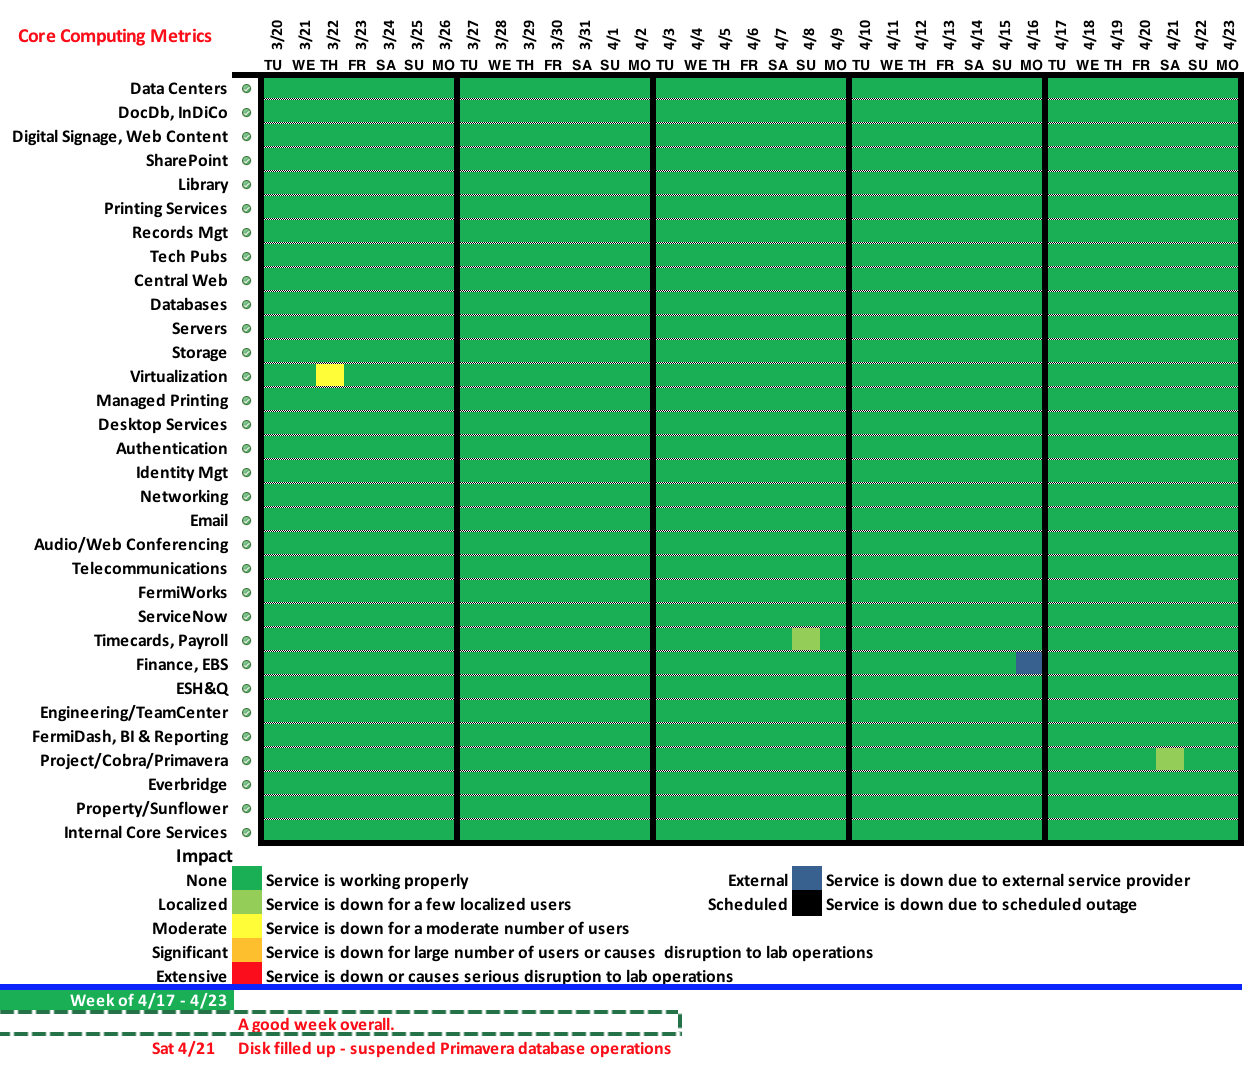 Core Computing Metrics
3/20 3/21 3/22 3/23 3/24 3/25 3/26 3/27 3/28 3/29 3/30 3/31 4/1 4/2 4/3 4/4 4/5 4/6 4/7 4/8 4/9 4/10 4/11 4/12 4/13 4/14 4/15 4/16 4/17 4/18 4/19 4/20 4/21 4/22 4/23
TU WE TH FR SA SU MO TU WE TH FR SA SU MO TU WE TH FR SA SU MO TU WE TH FR SA SU MO TU WE TH FR SA SU MO
Data Centers
DocDb, InDiCo
Digital Signage, Web Content
SharePoint
Library
Printing Services
Records Mgt
Tech Pubs
Central Web
Databases
Servers
Storage
Virtualization
Managed Printing
Desktop Services
Authentication
Identity Mgt
Networking
Email
Audio/Web Conferencing
Telecommunications
FermiWorks
ServiceNow
Timecards, Payroll
Finance, EBS
ESH&Q
Engineering/TeamCenter
FermiDash, BI & Reporting
Project/Cobra/Primavera
Everbridge
Property/Sunflower
Internal Core Services
Impact
None Service is working properly External Service is down due to external service provider
Localized Service is down for a few localized users Scheduled Service is down due to scheduled outage
Moderate Service is down for a moderate number of users
Significant Service is down for large number of users or causes disruption to lab operations
Extensive Service is down or causes serious disruption to lab operations
Week of 4/17 - 4/23
A good week overall.
Sat 4/21 Disk filled up - suspended Primavera database operations